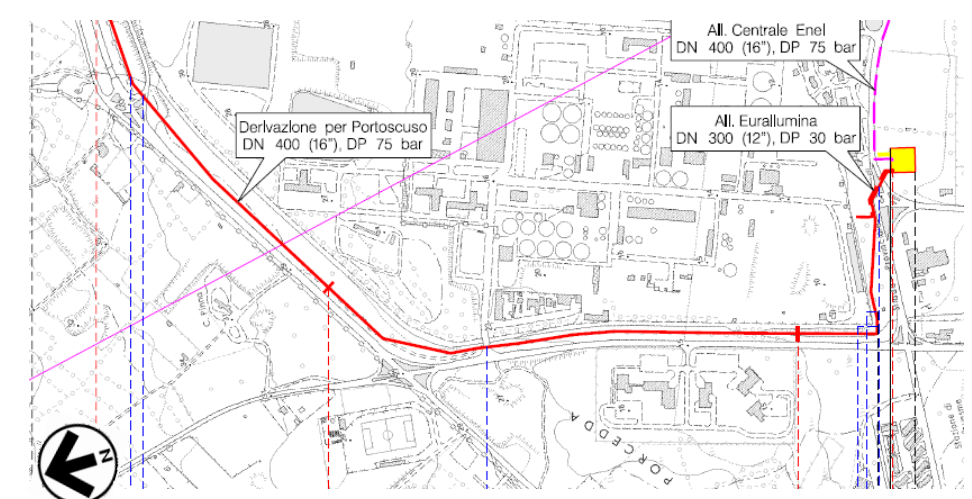 All. Centrale Enel
DN 400 (16"), DP 75 bar
Derivazione per Portoscuso
DN 400 (16"), DP 75 bar
All. Eurallumina
DN 300 (12"), DP 30 bar
C Pinna
PORCEDDA
N